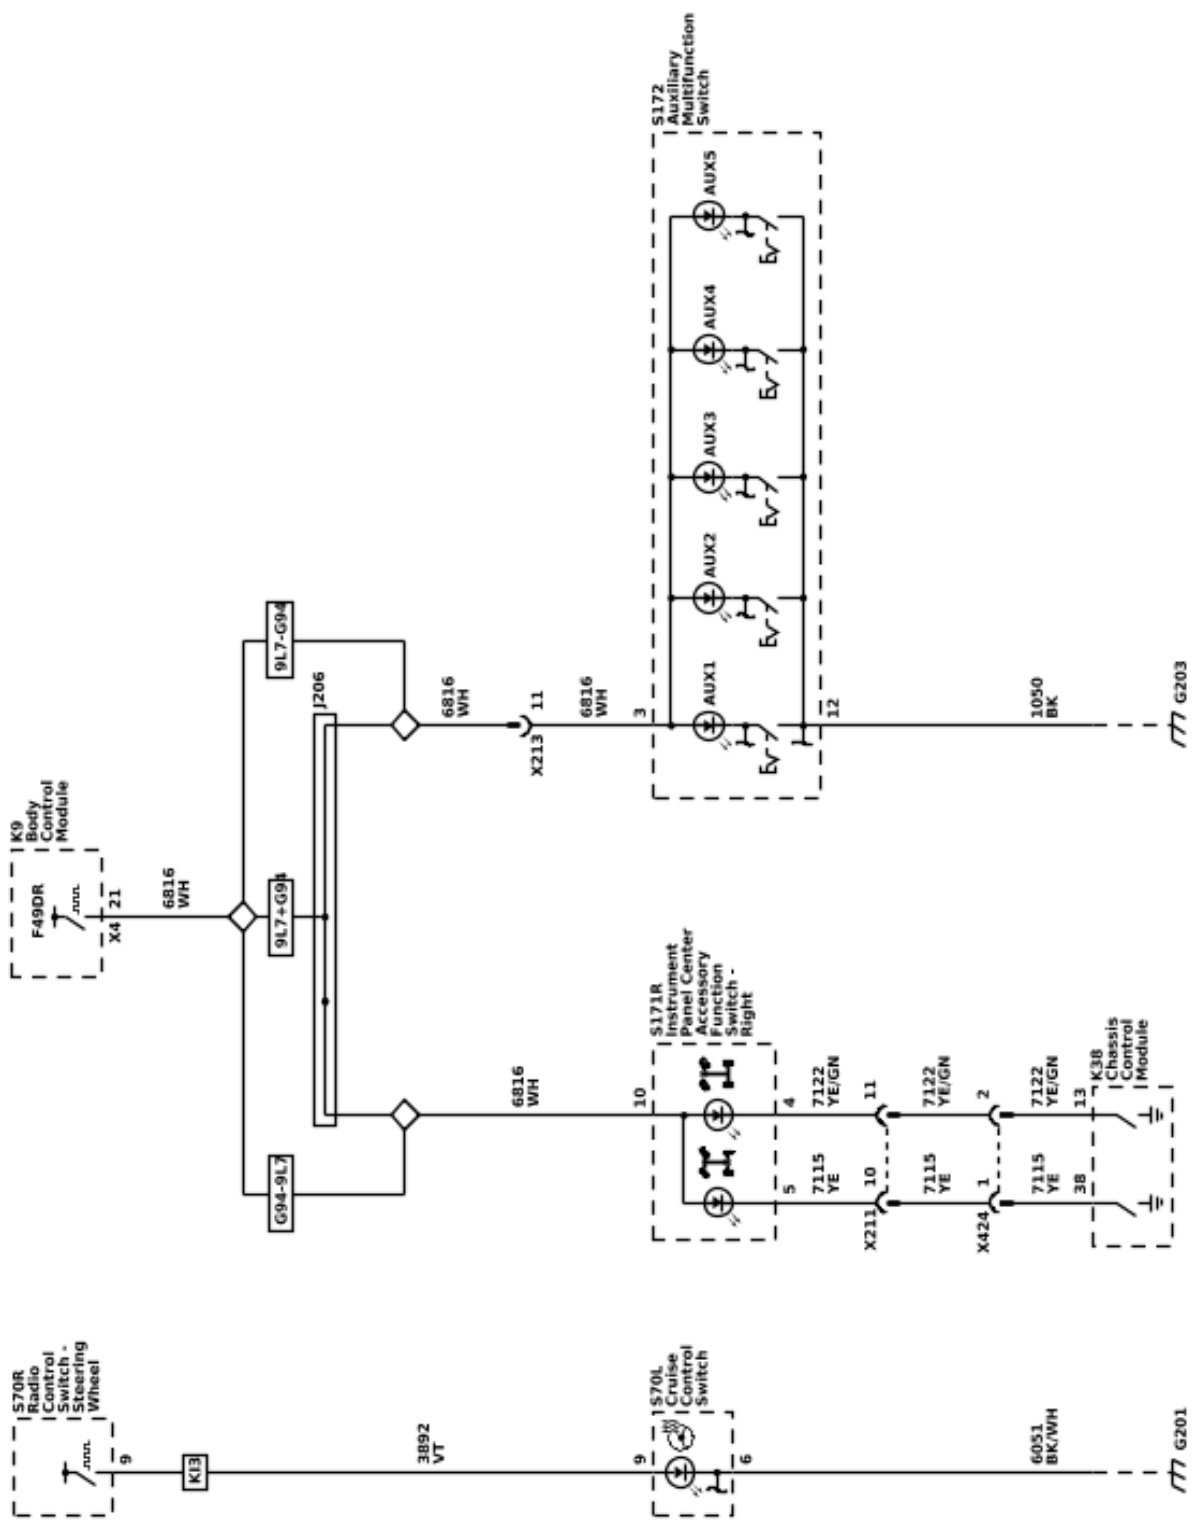 S70R
Radio
Control
Switch -
Steering
Wheel
9
KI3
3892
VT
9
S70L
Cruise
Control
Switch
6
6051
BK/WH
G201
K9
Body
Control
Module
F49DR
X4
21
6816
WH
G94-9L7
9L7+G94
9L7-G94
J206
6816
WH
10
S171R
Instrument
Panel Center
Accessory
Function
Switch -
Right
5
4
7115
YE
7122
YE/GN
X211
10
11
7115
YE
7122
YE/GN
X424
1
2
7115
YE
7122
YE/GN
38
13
K38
Chassis
Control
Module
6816
WH
X213
11
6816
WH
3
S172
Auxiliary
Multifunction
Switch
AUX1
AUX2
AUX3
AUX4
AUX5
12
1050
BK
G203